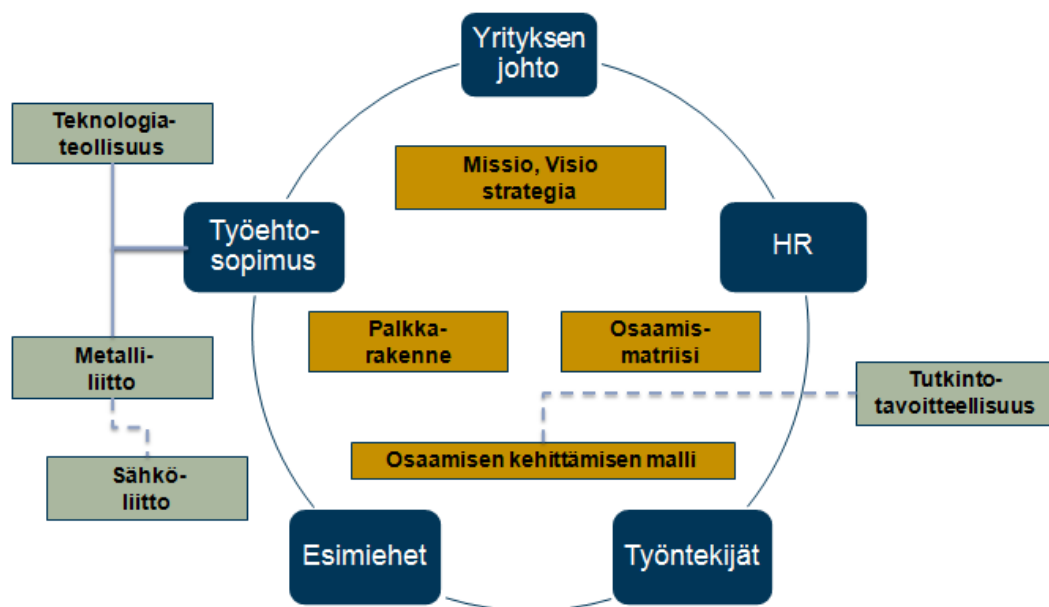 Yrityksen
johto
Teknologia-
teollisuus
Missio, Visio
strategia
Työehto-
sopimus
HR
Palkka-
rakenne
Osaamis-
matriisi
Metalli-
liitto
Tutkinto-
tavoitteellisuus
Osaamisen kehittämisen malli
Sähkö-
liitto
Esimiehet
Työntekijät